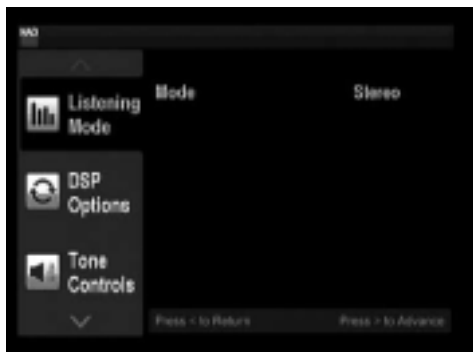 NAD
Listening
Mode
DSP
Options
Tone
Controls
Mode Stereo
Press < to Return Press > to Advance